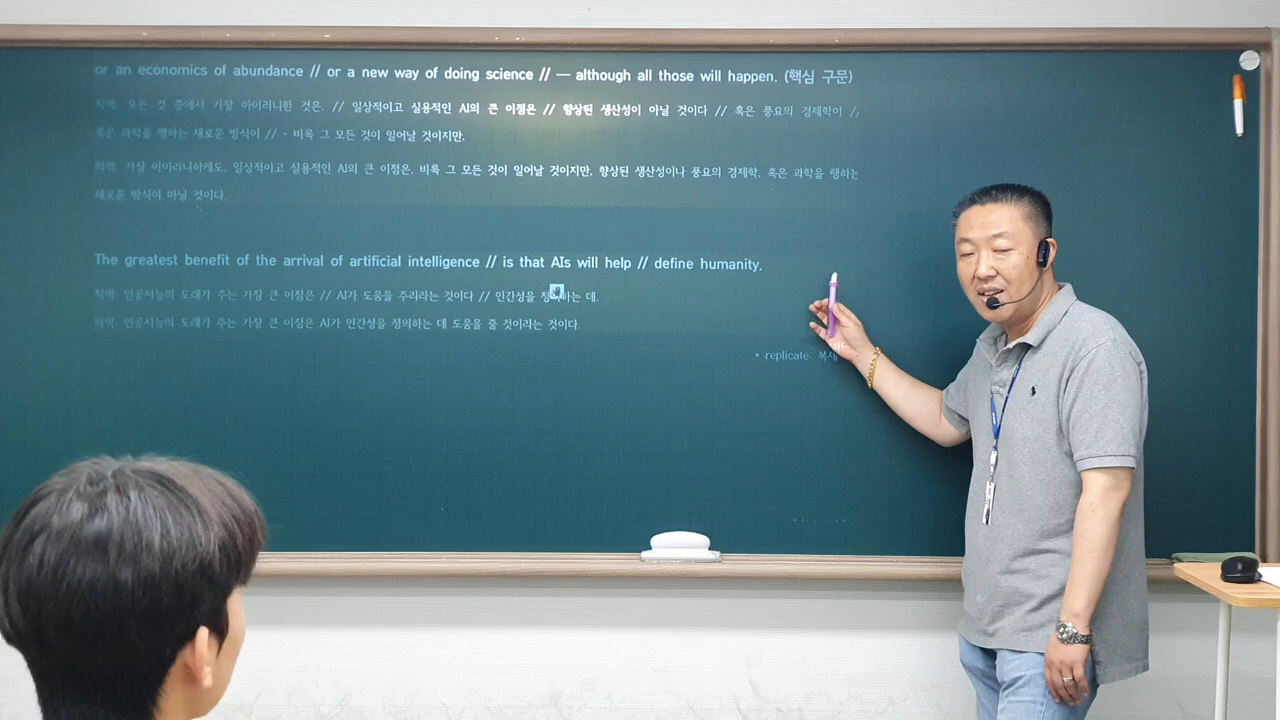 or an economics of abundance // or a new way of doing science // — although all those will happen. (핵심 구문)
직역: 모든 것 중에서 가장 아이러니한 것은, // 일상적이고 실용적인 AI의 큰 이점은 // 향상된 생산성이 아닐 것이다 // 혹은 풍요의 경제학이 //
혹은 과학을 행하는 새로운 방식이 // - 비록 그 모든 것이 일어날 것이지만.
의역: 가장 아이러니하게도, 일상적이고 실용적인 AI의 큰 이점은, 비록 그 모든 것이 일어날 것이지만, 향상된 생산성이나 풍요의 경제학, 혹은 과학을 행하는
새로운 방식이 아닐 것이다.
The greatest benefit of the arrival of artificial intelligence // is that AIs will help // define humanity.
직역: 인공지능의 도래가 주는 가장 큰 이점은 // AI가 도움을 주리라는 것이다 // 인간성을 정의하는 데.
의역: 인공지능의 도래가 주는 가장 큰 이점은 AI가 인간성을 정의하는 데 도움을 줄 것이라는 것이다.
* replicate: 복제